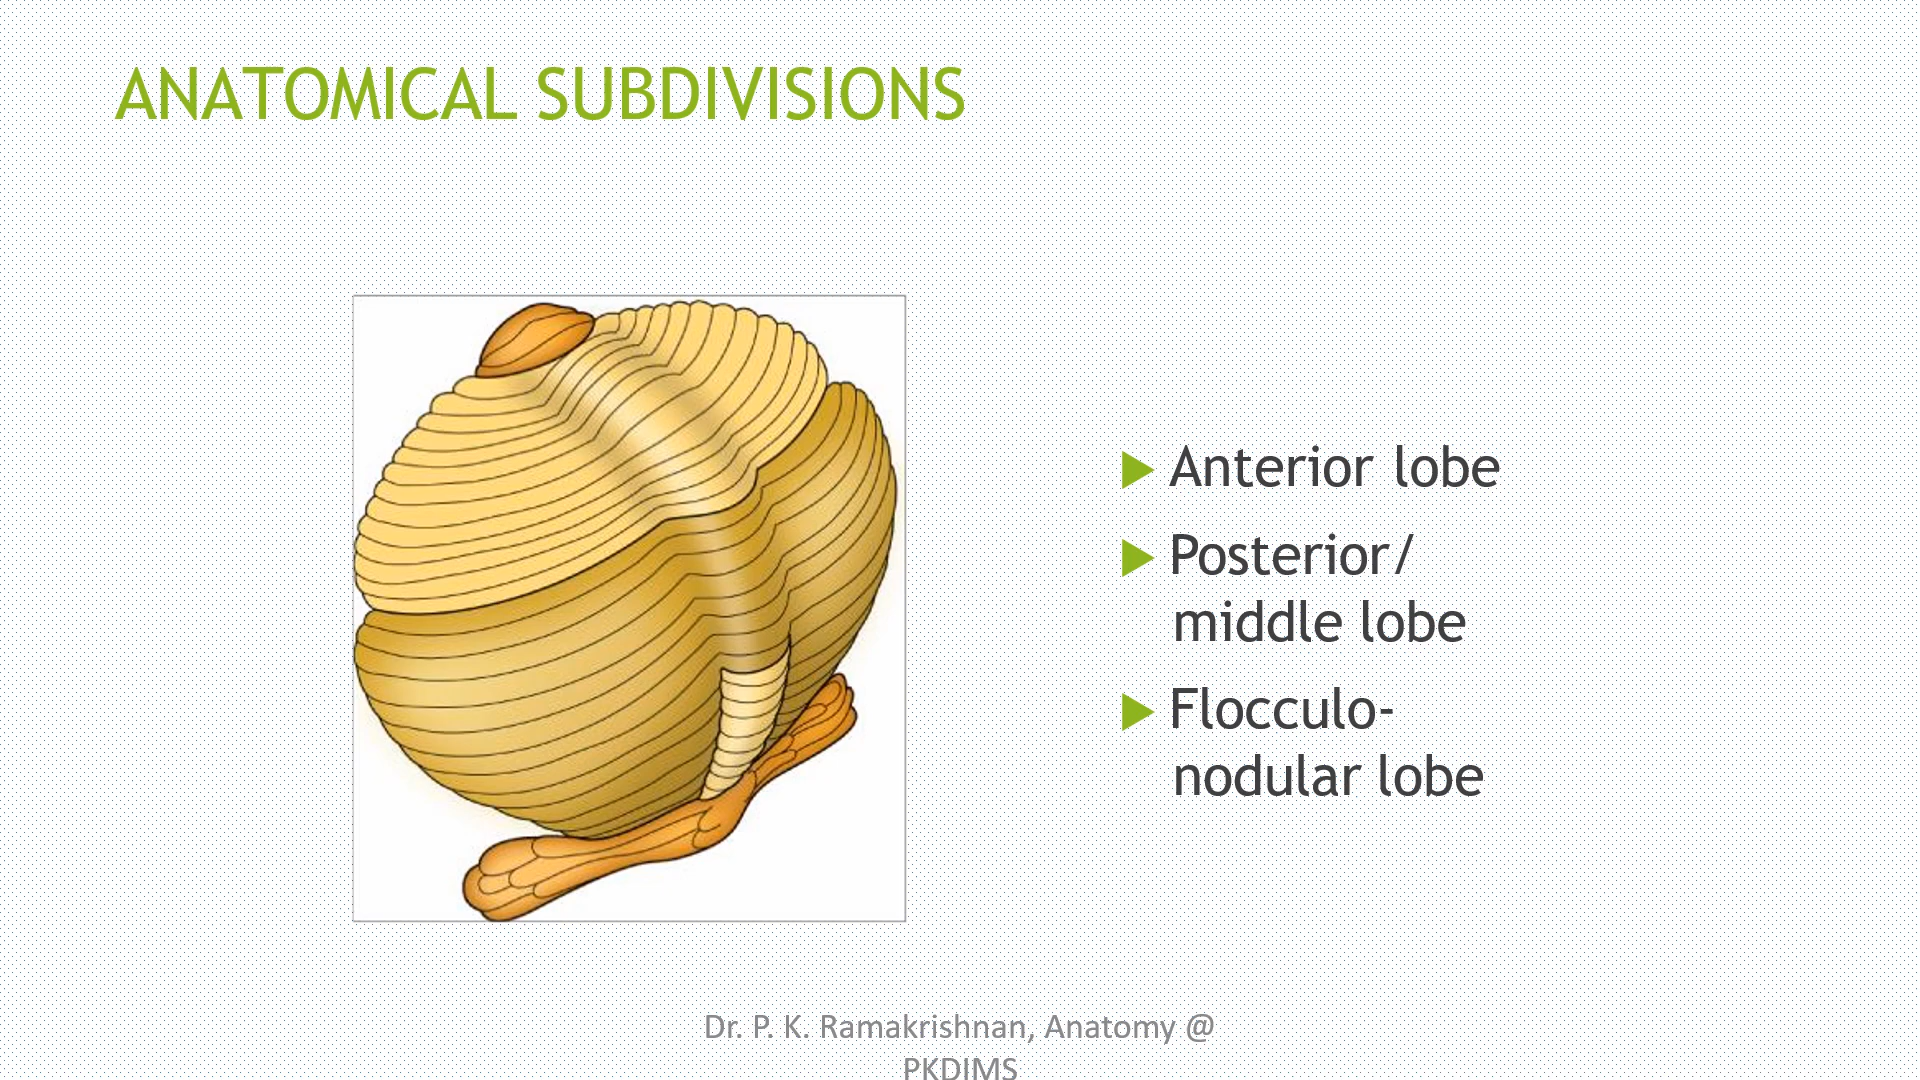 ANATOMICAL SUBDIVISIONS
Anterior lobe
Posterior/
middle lobe
Flocculo-
nodular lobe
Dr. P. K. Ramakrishnan, Anatomy @
PKDIMS